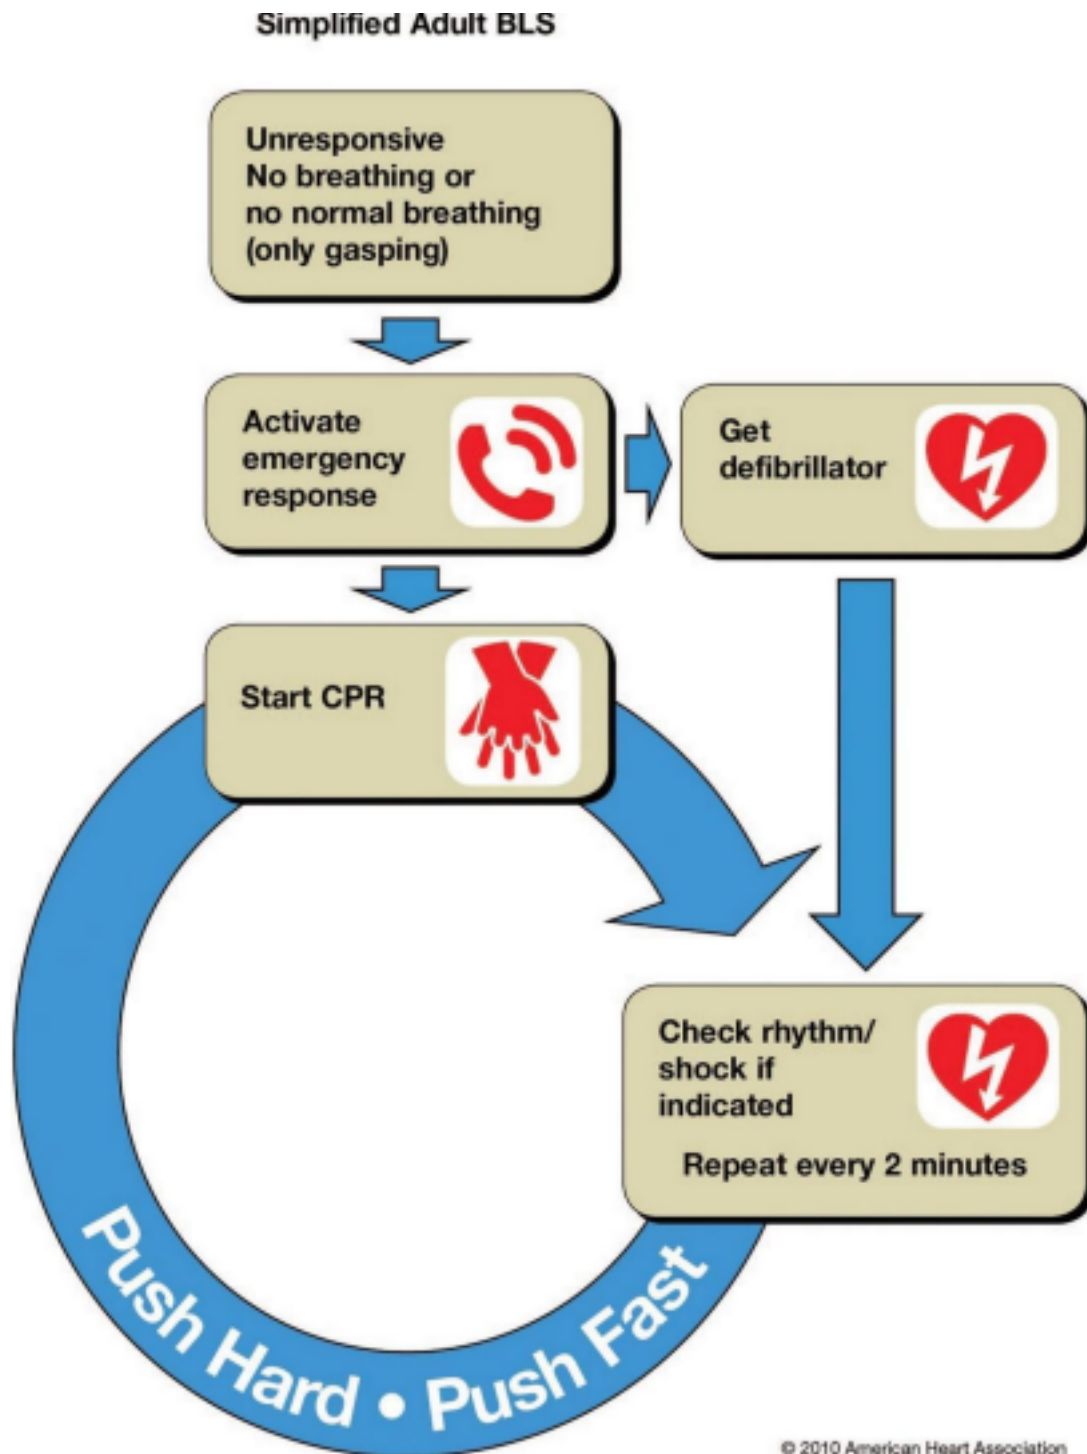 Simplified Adult BLS
Unresponsive
No breathing or
no normal breathing
(only gasping)
Activate
emergency
response
Get
defibrillator
Start CPR
Check rhythm/
shock if
indicated
Repeat every 2 minutes
Push Hard • Push Fast
© 2010 American Heart Association